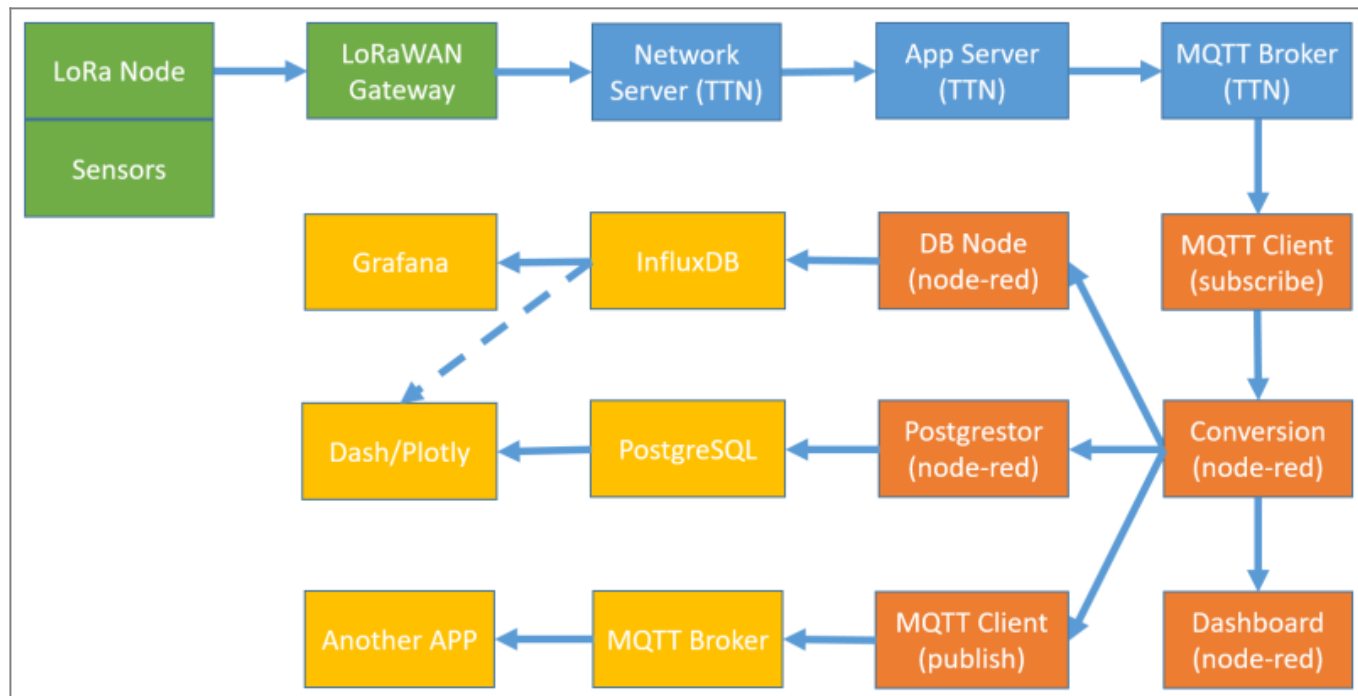 LoRa Node
LoRaWAN
Gateway
Network
Server (TTN)
App Server
(TTN)
MQTT Broker
(TTN)
Sensors
Grafana
InfluxDB
DB Node
(node-red)
MQTT Client
(subscribe)
Dash/Plotly
PostgreSQL
Postgrestor
(node-red)
Conversion
(node-red)
Another APP
MQTT Broker
MQTT Client
(publish)
Dashboard
(node-red)